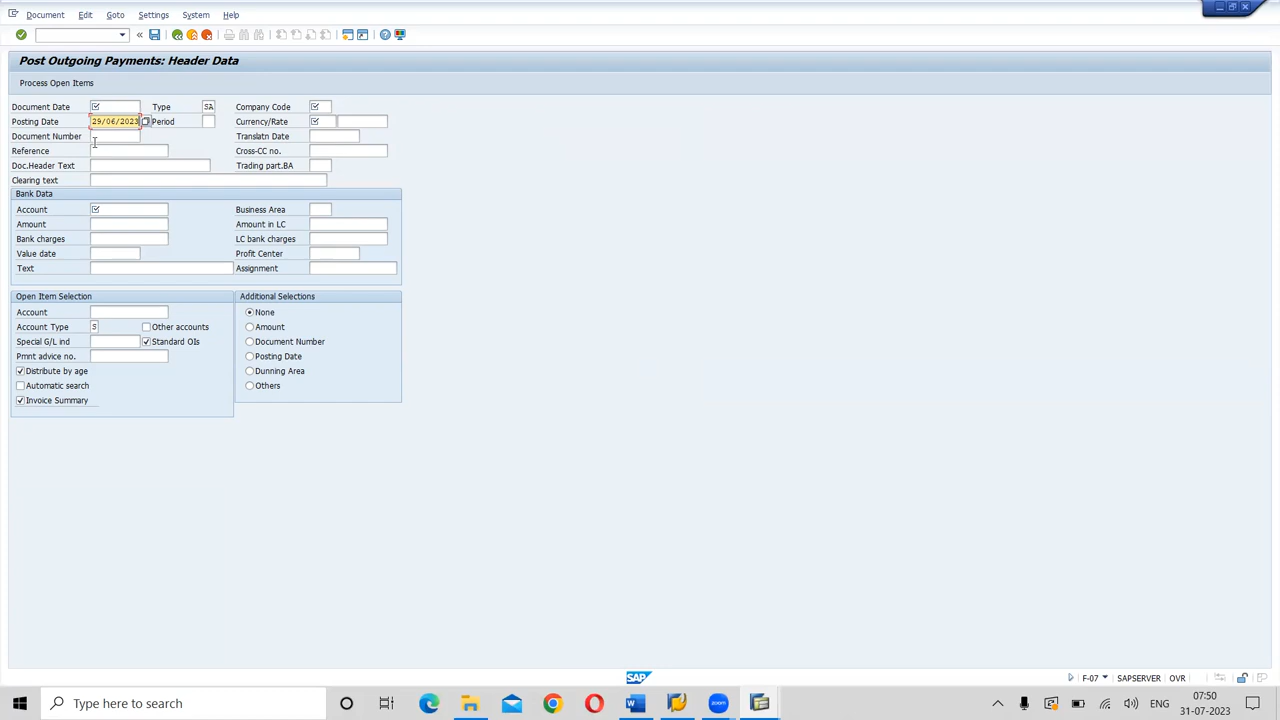 Document Edit Goto Settings System Help
Post Outgoing Payments: Header Data
Process Open Items
Document Date Type SA Company Code
Posting Date 29/06/2023 Period Currency/Rate
Document Number Translatn Date
Reference Cross-CC no.
Doc.Header Text Trading part.BA
Clearing text
Bank Data
Account Business Area
Amount Amount in LC
Bank charges LC bank charges
Value date Profit Center
Text Assignment
Open Item Selection Additional Selections
Account None
Account Type S Other accounts Amount
Special G/L ind Standard OIs Document Number
Pmnt advice no. Posting Date
Distribute by age Dunning Area
Automatic search Others
Invoice Summary
SAP F-07 SAPSERVER OVR
Type here to search ENG 07:50
31-07-2023